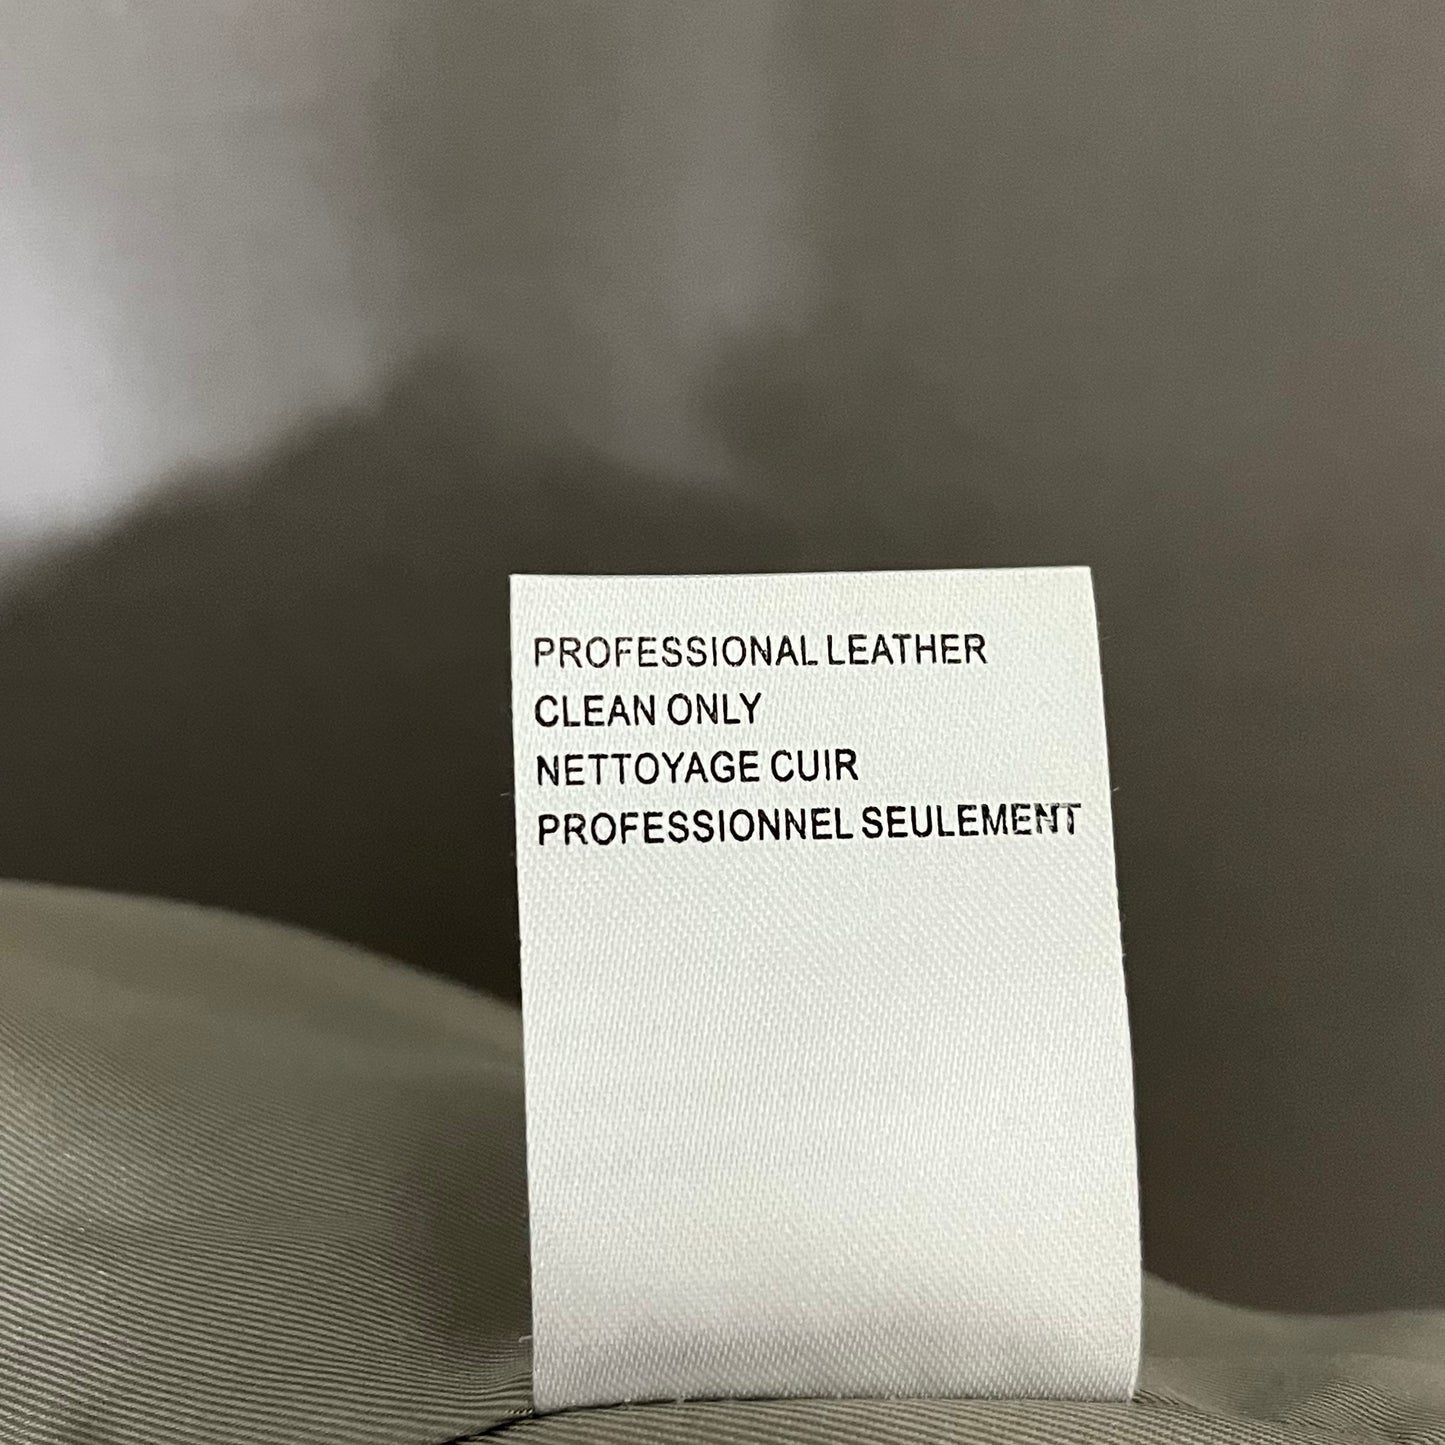 PROFESSIONAL LEATHER
CLEAN ONLY
NETTOYAGE CUIR
PROFESSIONNEL SEULEMENT